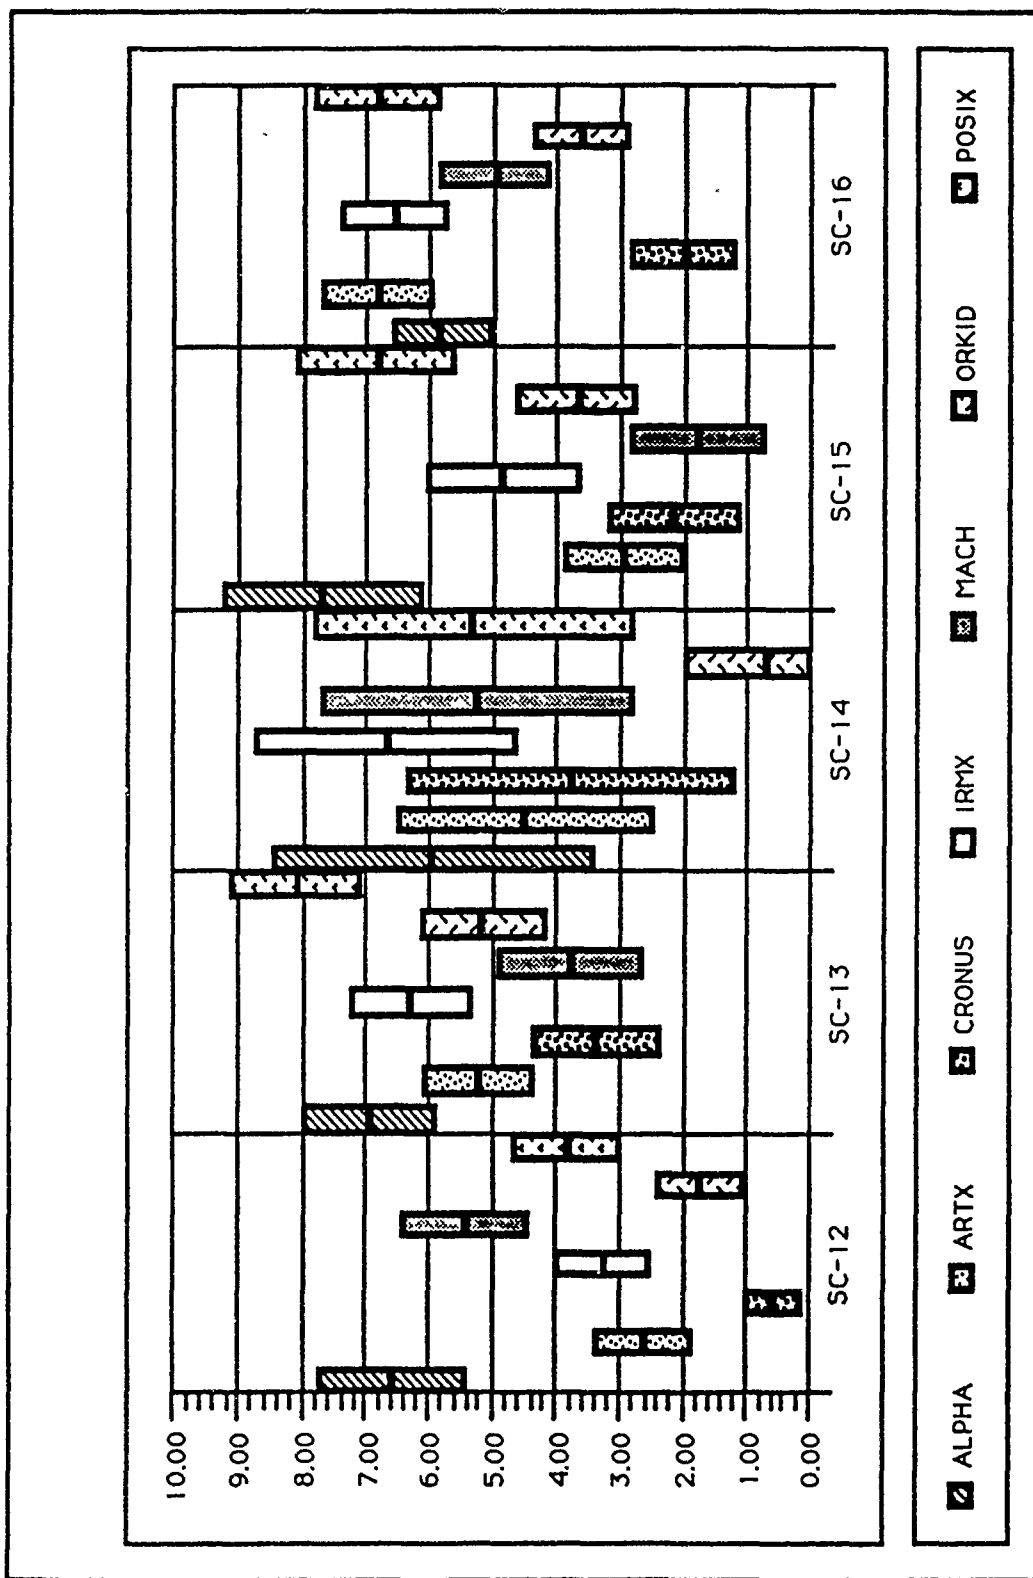 10.00
9.00
8.00
7.00
6.00
5.00
4.00
3.00
2.00
1.00
0.00
SC-12
SC-13
SC-14
SC-15
SC-16
ALPHA
ARTX
CRONUS
IRMX
MACH
ORKID
POSIX